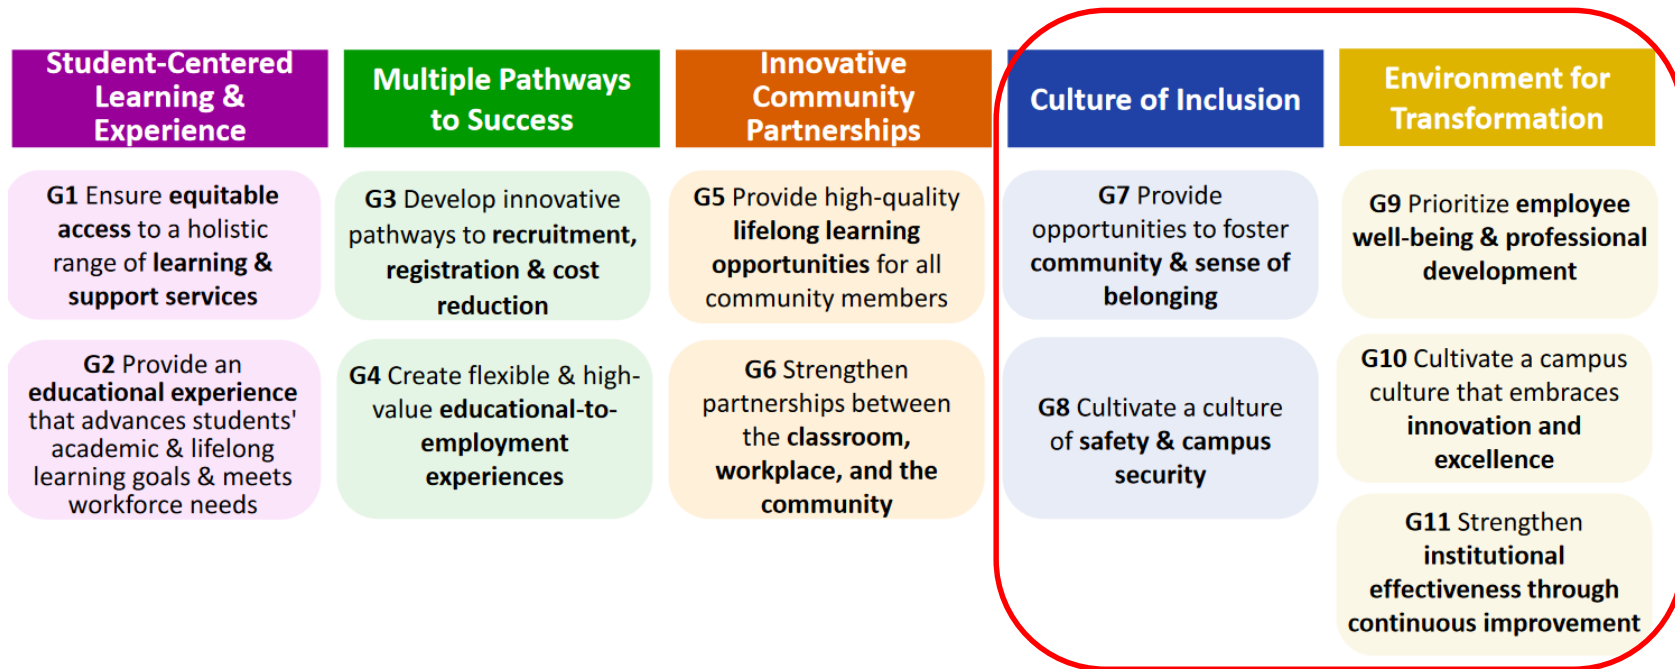 Student-Centered
Learning &
Experience
G1 Ensure equitable
access to a holistic
range of learning &
support services
G2 Provide an
educational experience
that advances students'
academic & lifelong
learning goals & meets
workforce needs
Multiple Pathways
to Success
G3 Develop innovative
pathways to recruitment,
registration & cost
reduction
G4 Create flexible & high-
value educational-to-
employment
experiences
Innovative
Community
Partnerships
G5 Provide high-quality
lifelong learning
opportunities for all
community members
G6 Strengthen
partnerships between
the classroom,
workplace, and the
community
Culture of Inclusion
G7 Provide
opportunities to foster
community & sense of
belonging
G8 Cultivate a culture
of safety & campus
security
Environment for
Transformation
G9 Prioritize employee
well-being & professional
development
G10 Cultivate a campus
culture that embraces
innovation and
excellence
G11 Strengthen
institutional
effectiveness through
continuous improvement